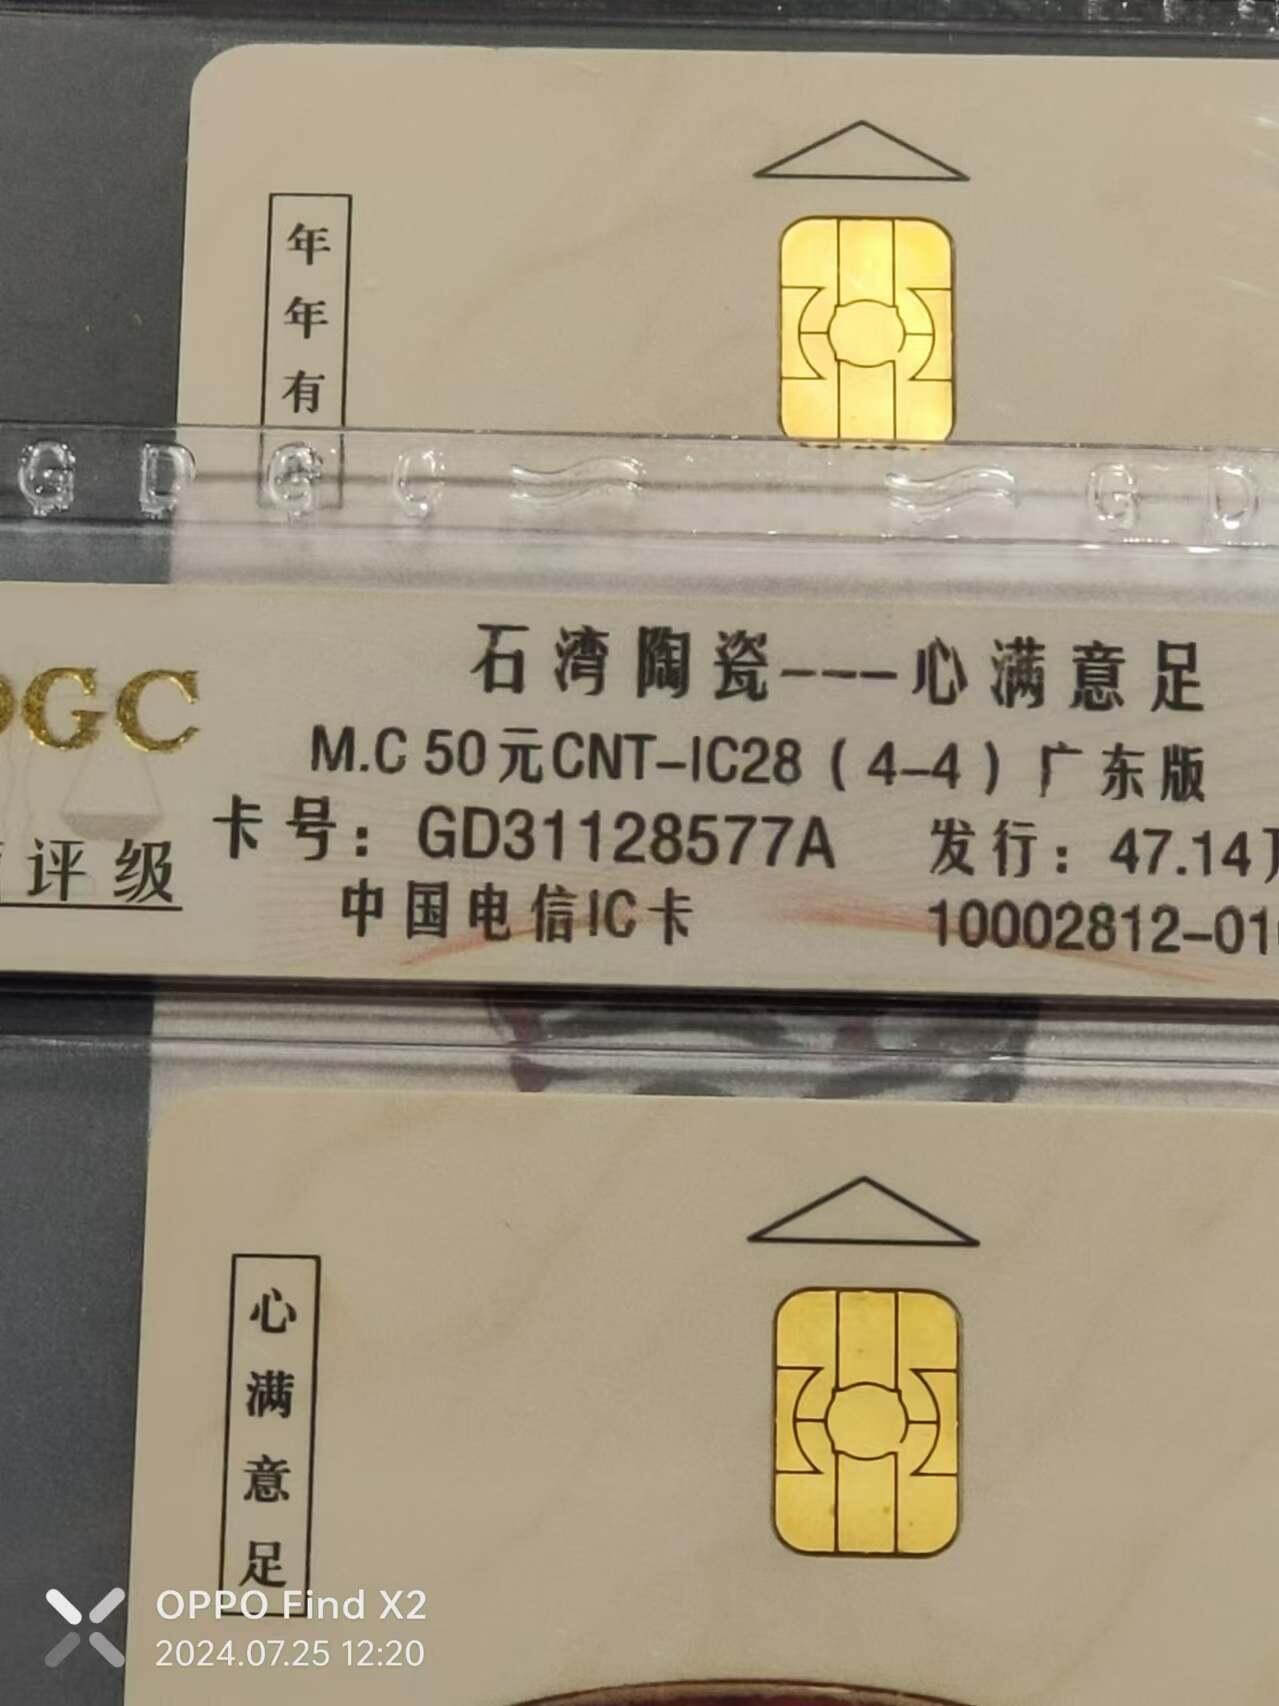 年
年
有
G D G C G D
石湾陶瓷---心满意足
GC
M.C 50元CNT-IC28（4-4）广东版
卡号：GD31128577A
发行：47.14
评级
中国电信IC卡
10002812-01
心
满
意
足
OPPO Find X2
2024.07.25 12:20